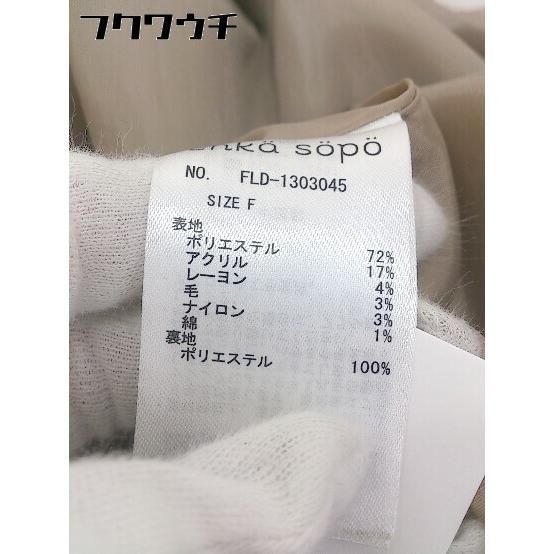 フクワウチ
söpö
NO. FLD-1303045
SIZE F
表地
ポリエステル 72%
アクリル 17%
レーヨン 4%
毛 3%
ナイロン 3%
綿 1%
裏地
ポリエステル 100%